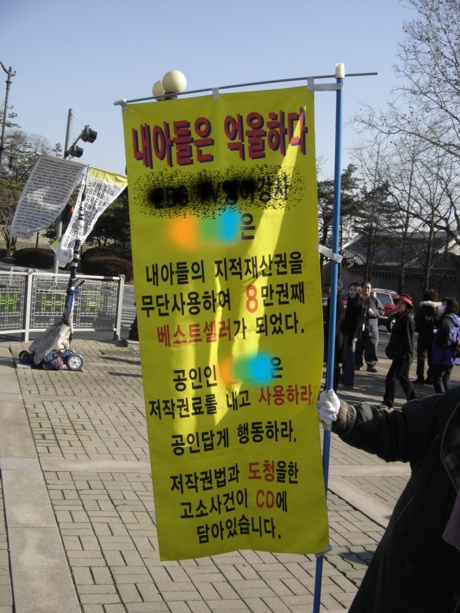 내아들은 억울하다
강사
은
내아들의 지적재산권을
무단사용하여 8만권째
베스트셀러가 되었다.
공인인 은
저작권료를 내고 사용하라.
공인답게 행동하라.
저작권법과 도청을한
고소사건이 CD에
담아있습니다.